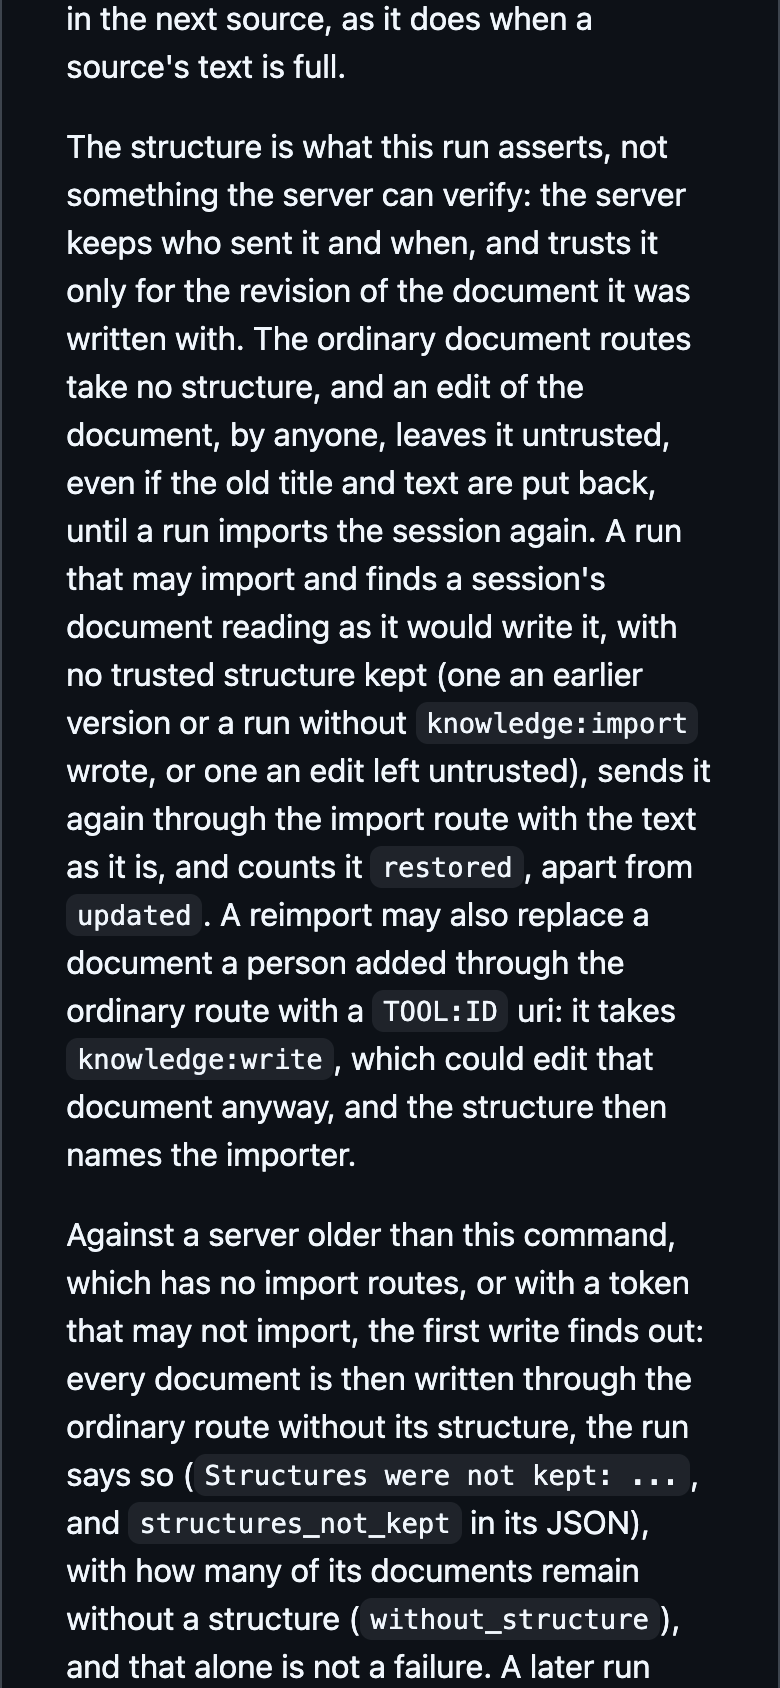 in the next source, as it does when a
source's text is full.
The structure is what this run asserts, not
something the server can verify: the server
keeps who sent it and when, and trusts it
only for the revision of the document it was
written with. The ordinary document routes
take no structure, and an edit of the
document, by anyone, leaves it untrusted,
even if the old title and text are put back,
until a run imports the session again. A run
that may import and finds a session's
document reading as it would write it, with
no trusted structure kept (one an earlier
version or a run without knowledge:import
wrote, or one an edit left untrusted), sends it
again through the import route with the text
as it is, and counts it restored, apart from
updated. A reimport may also replace a
document a person added through the
ordinary route with a TOOL:ID uri: it takes
knowledge:write, which could edit that
document anyway, and the structure then
names the importer.
Against a server older than this command,
which has no import routes, or with a token
that may not import, the first write finds out:
every document is then written through the
ordinary route without its structure, the run
says so (Structures were not kept: ...,
and structures_not_kept in its JSON),
with how many of its documents remain
without a structure (without_structure),
and that alone is not a failure. A later run